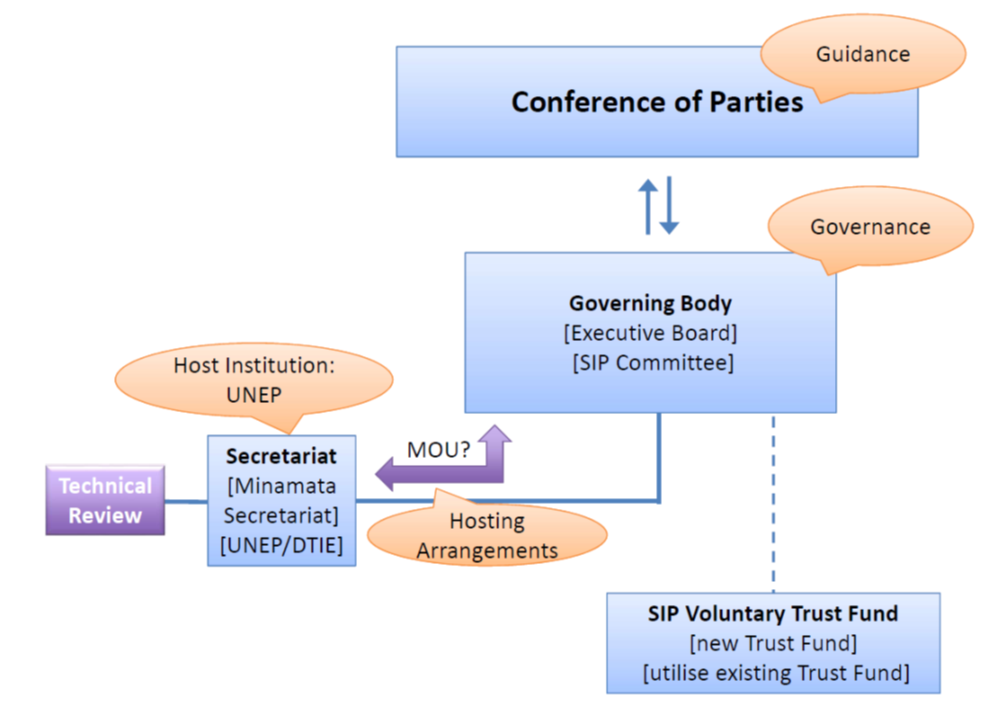 Guidance
Conference of Parties
Governance
Governing Body
[Executive Board]
[SIP Committee]
Host Institution:
UNEP
MOU?
Secretariat
[Minamata
Secretariat]
[UNEP/DTIE]
Technical
Review
Hosting
Arrangements
SIP Voluntary Trust Fund
[new Trust Fund]
[utilise existing Trust Fund]